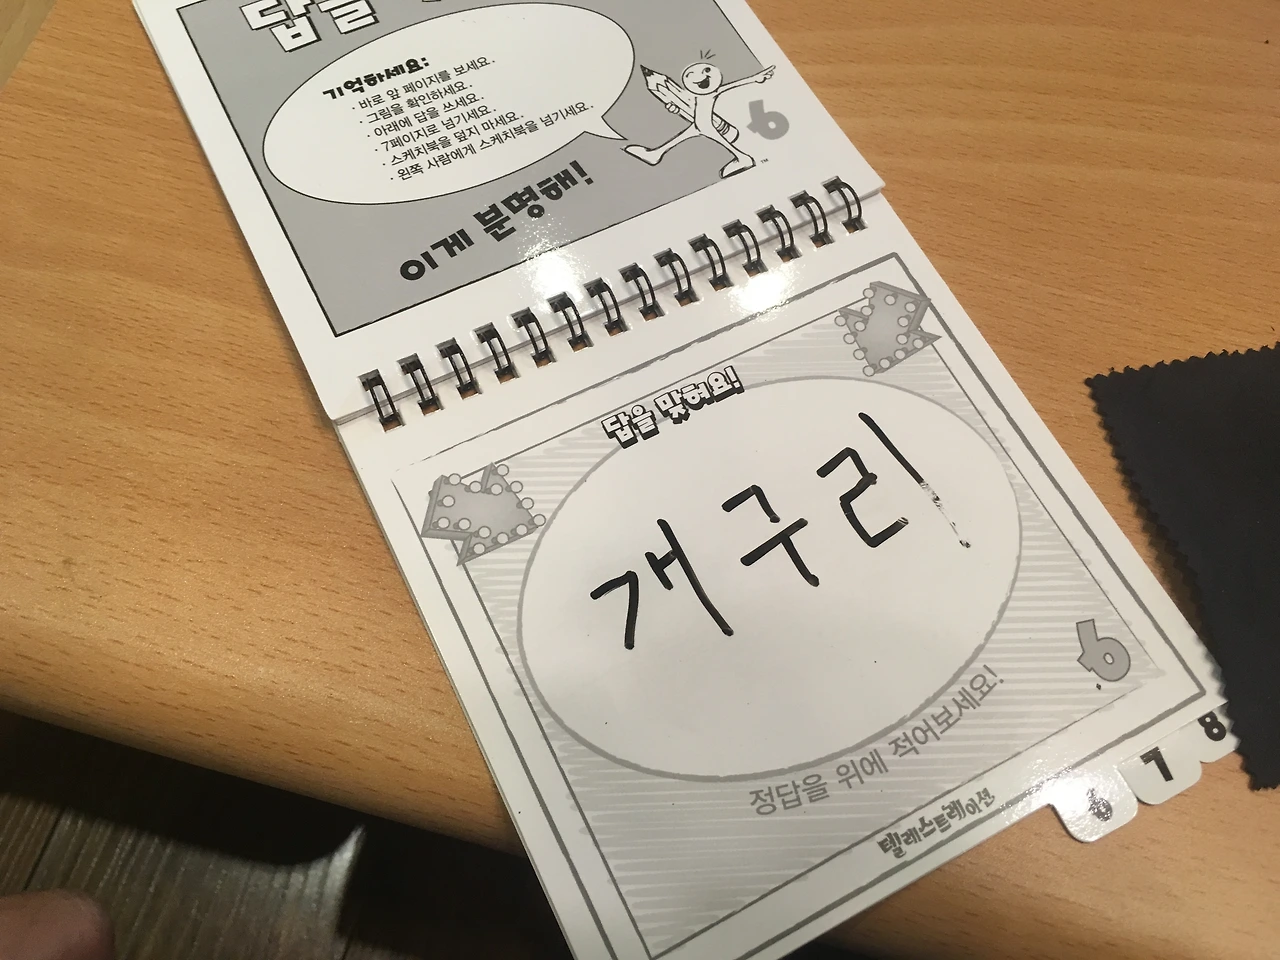 답을
기억하세요:
· 바로 앞 페이지를 보세요.
· 그림을 확인하세요.
· 아래에 답을 쓰세요.
· 7페이지로 넘기세요.
· 스케치북을 덮지 마세요.
· 왼쪽 사람에게 스케치북을 넘기세요.
6
TM
이게 분명해!
답을 맞혀요!
개구리
6
정답을 위에 적어보세요!
텔레스트레이션
6
7
8